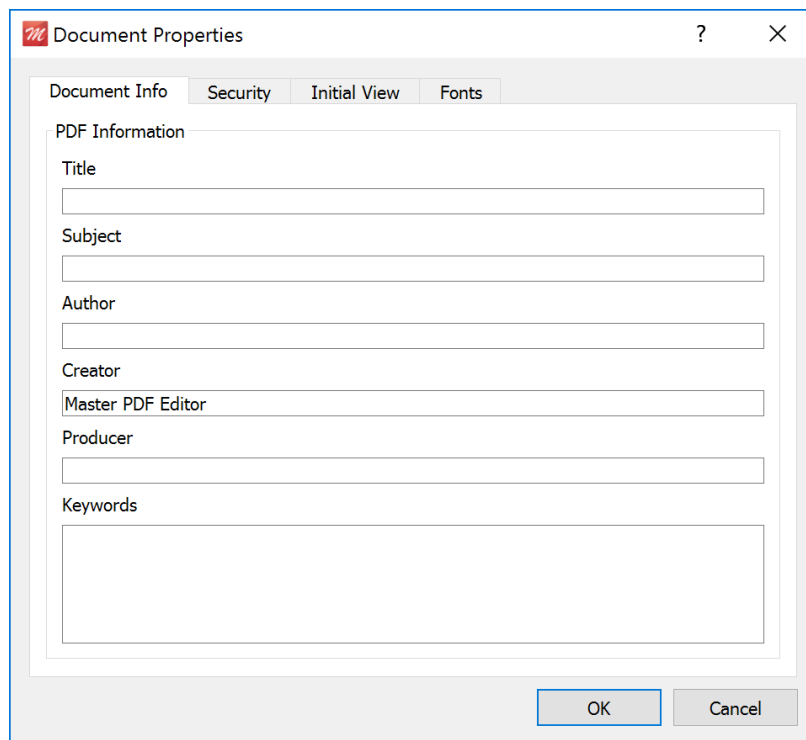 Document Properties ?
Document Info Security Initial View Fonts
PDF Information
Title
Subject
Author
Creator
Master PDF Editor
Producer
Keywords
OK Cancel